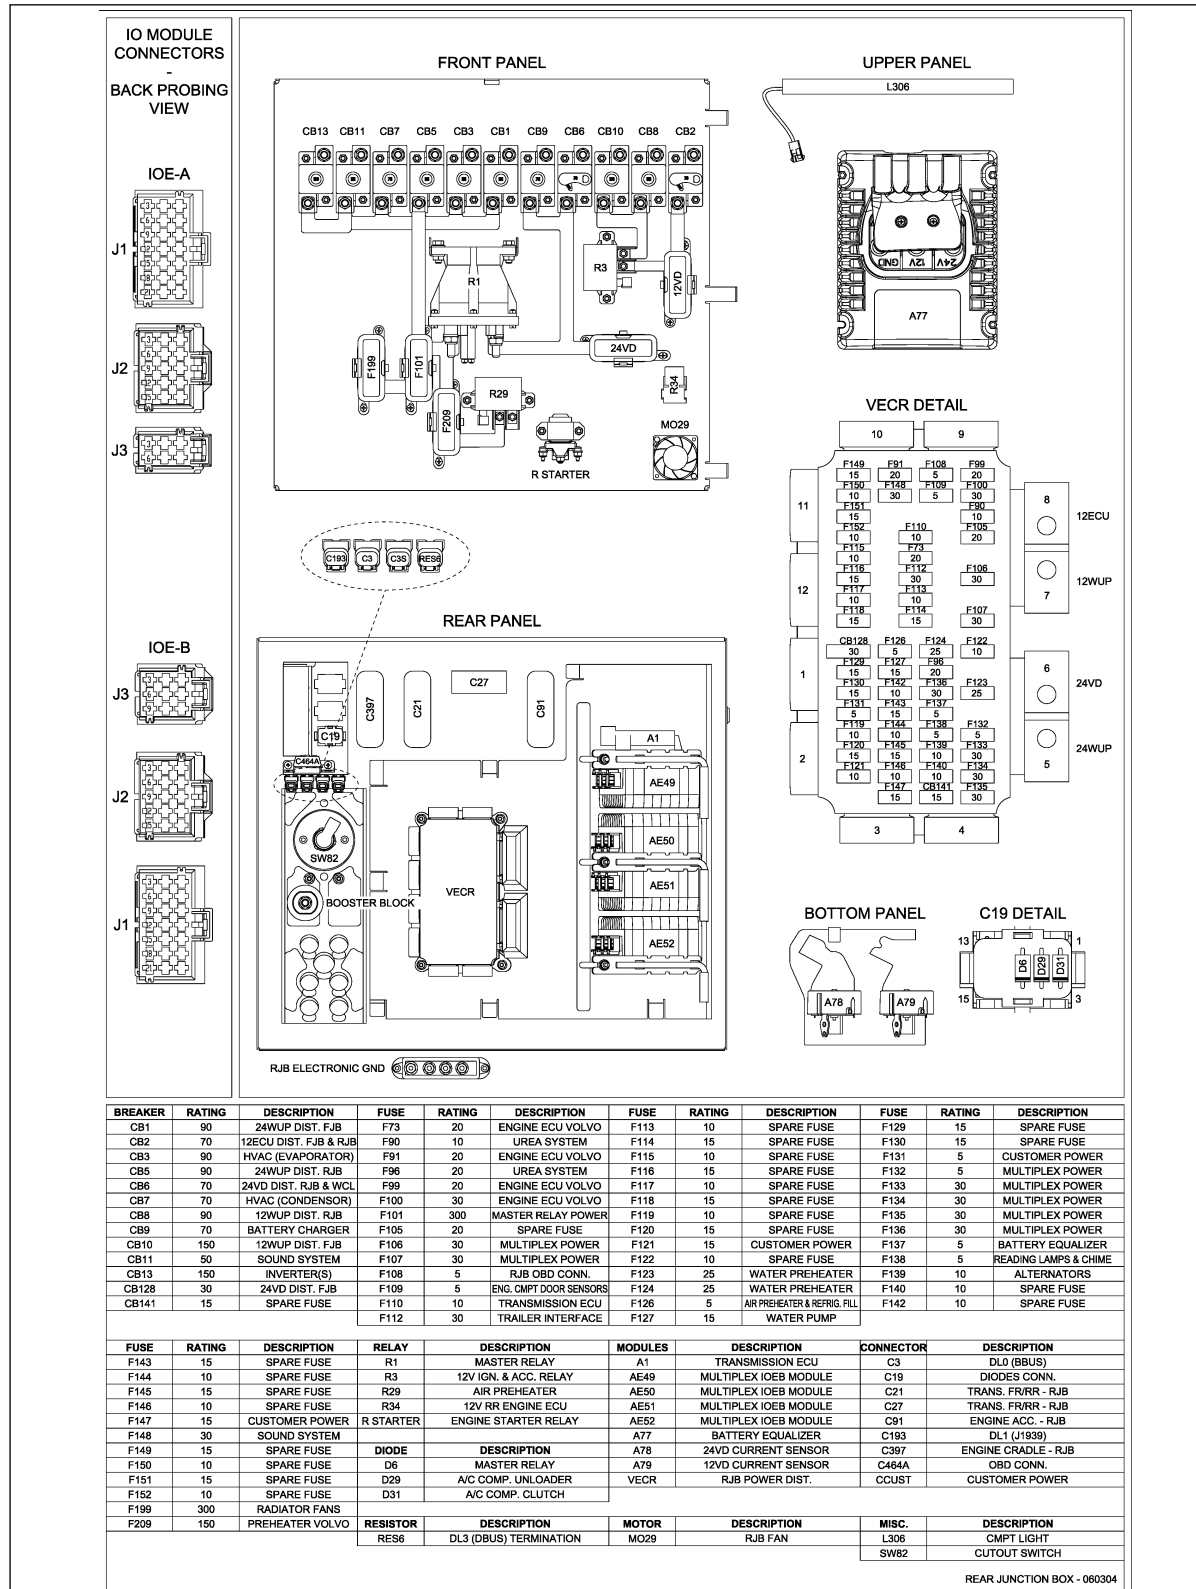 IO MODULE
CONNECTORS
-
BACK PROBING
VIEW
IOE-A
J1
J2
J3
IOE-B
J3
J2
J1
FRONT PANEL
CB13 CB11 CB7 CB5 CB3 CB1 CB9 CB6 CB10 CB8 CB2
R1
R3
12VD
F199
F101
24VD
R34
R29
F209
MO29
R STARTER
UPPER PANEL
L306
GND 12V 24V
A77
C193 C3 C3S RES6
REAR PANEL
C397
C21
C27
C91
C19
C464A
A1
AE49
AE50
AE51
AE52
SW82
BOOSTER BLOCK
VECR
RJB ELECTRONIC GND
VECR DETAIL
10 9
F149 F91 F108 F99
15 20 5 20
F150 F148 F109 F100
10 30 5 30
F151 F90
15 10
F152 F110 F105
10 10 20
F115 F73
10 20
F116 F112 F106
15 30 30
F117 F113
10 10
F118 F114 F107
15 15 30
CB128 F126 F124 F122
30 5 25 10
F129 F127 F96
15 15 20
F130 F142 F136 F123
15 10 30 25
F131 F143 F137
5 15 5
F119 F144 F138 F132
10 10 5 5
F120 F145 F139 F133
15 15 10 30
F121 F146 F140 F134
10 10 10 30
F147 CB141 F135
15 15 30
11
12
1
2
3 4
8
12ECU
12WUP
7
6
24VD
24WUP
5
BOTTOM PANEL
A78 A79
C19 DETAIL
13 1
D6 D29 D31
15 3
BREAKER RATING DESCRIPTION FUSE RATING DESCRIPTION FUSE RATING DESCRIPTION FUSE RATING DESCRIPTION
CB1 90 24WUP DIST. FJB F73 20 ENGINE ECU VOLVO F113 10 SPARE FUSE F129 15 SPARE FUSE
CB2 70 12ECU DIST. FJB & RJB F90 10 UREA SYSTEM F114 15 SPARE FUSE F130 15 SPARE FUSE
CB3 90 HVAC (EVAPORATOR) F91 20 ENGINE ECU VOLVO F115 10 SPARE FUSE F131 5 CUSTOMER POWER
CB5 90 24WUP DIST. RJB F96 20 UREA SYSTEM F116 15 SPARE FUSE F132 5 MULTIPLEX POWER
CB6 70 24VD DIST. RJB & WCL F99 20 ENGINE ECU VOLVO F117 10 SPARE FUSE F133 30 MULTIPLEX POWER
CB7 70 HVAC (CONDENSOR) F100 30 ENGINE ECU VOLVO F118 15 SPARE FUSE F134 30 MULTIPLEX POWER
CB8 90 12WUP DIST. RJB F101 300 MASTER RELAY POWER F119 10 SPARE FUSE F135 30 MULTIPLEX POWER
CB9 70 BATTERY CHARGER F105 20 SPARE FUSE F120 15 SPARE FUSE F136 30 MULTIPLEX POWER
CB10 150 12WUP DIST. FJB F106 30 MULTIPLEX POWER F121 15 CUSTOMER POWER F137 5 BATTERY EQUALIZER
CB11 50 SOUND SYSTEM F107 30 MULTIPLEX POWER F122 10 SPARE FUSE F138 5 READING LAMPS & CHIME
CB13 150 INVERTER(S) F108 5 RJB OBD CONN. F123 25 WATER PREHEATER F139 10 ALTERNATORS
CB128 30 24VD DIST. FJB F109 5 ENG. CMPT DOOR SENSORS F124 25 WATER PREHEATER F140 10 SPARE FUSE
CB141 15 SPARE FUSE F110 10 TRANSMISSION ECU F126 5 AIR PREHEATER & REFRIG. FILL F142 10 SPARE FUSE
F112 30 TRAILER INTERFACE F127 15 WATER PUMP
FUSE RATING DESCRIPTION RELAY DESCRIPTION MODULES DESCRIPTION CONNECTOR DESCRIPTION
F143 15 SPARE FUSE R1 MASTER RELAY A1 TRANSMISSION ECU C3 DL0 (BBUS)
F144 10 SPARE FUSE R3 12V IGN. & ACC. RELAY AE49 MULTIPLEX IOEB MODULE C19 DIODES CONN.
F145 15 SPARE FUSE R29 AIR PREHEATER AE50 MULTIPLEX IOEB MODULE C21 TRANS. FR/RR - RJB
F146 10 SPARE FUSE R34 12V RR ENGINE ECU AE51 MULTIPLEX IOEB MODULE C27 TRANS. FR/RR - RJB
F147 15 CUSTOMER POWER R STARTER ENGINE STARTER RELAY AE52 MULTIPLEX IOEB MODULE C91 ENGINE ACC. - RJB
F148 30 SOUND SYSTEM A77 BATTERY EQUALIZER C193 DL1 (J1939)
F149 15 SPARE FUSE DIODE DESCRIPTION A78 24VD CURRENT SENSOR C397 ENGINE CRADLE - RJB
F150 10 SPARE FUSE D6 MASTER RELAY A79 12VD CURRENT SENSOR C464A OBD CONN.
F151 15 SPARE FUSE D29 A/C COMP. UNLOADER VECR RJB POWER DIST. CCUST CUSTOMER POWER
F152 10 SPARE FUSE D31 A/C COMP. CLUTCH
F199 300 RADIATOR FANS
F209 150 PREHEATER VOLVO RESISTOR DESCRIPTION MOTOR DESCRIPTION MISC. DESCRIPTION
RES6 DL3 (DBUS) TERMINATION MO29 RJB FAN L306 CMPT LIGHT
SW82 CUTOUT SWITCH
REAR JUNCTION BOX - 060304